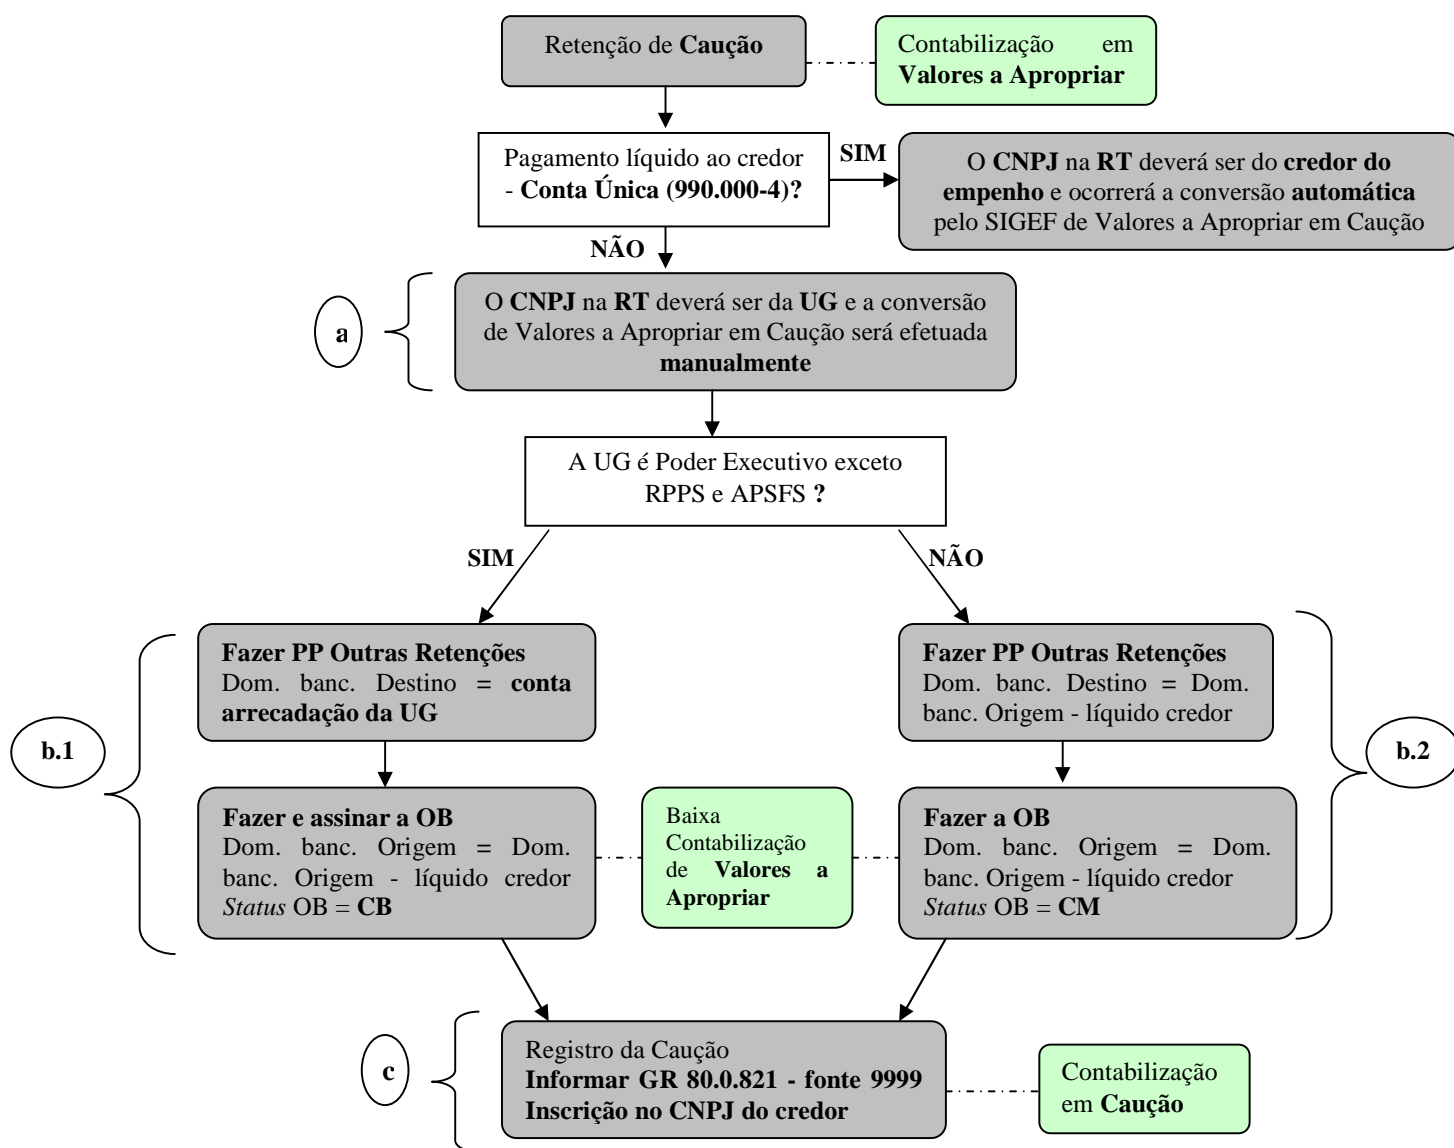 Retenção de Caução
Contabilização em
Valores a Apropriar
Pagamento líquido ao credor
- Conta Única (990.000-4)?
SIM
O CNPJ na RT deverá ser do credor do
empenho e ocorrerá a conversão automática
pelo SIGEF de Valores a Apropriar em Caução
NÃO
a
O CNPJ na RT deverá ser da UG e a conversão
de Valores a Apropriar em Caução será efetuada
manualmente
A UG é Poder Executivo exceto
RPPS e APSFS ?
SIM
NÃO
b.1
Fazer PP Outras Retenções
Dom. banc. Destino = conta
arrecadação da UG
Fazer PP Outras Retenções
Dom. banc. Destino = Dom.
banc. Origem - líquido credor
b.2
Fazer e assinar a OB
Dom. banc. Origem = Dom.
banc. Origem - líquido credor
Status OB = CB
Baixa
Contabilização
de Valores a
Apropriar
Fazer a OB
Dom. banc. Origem = Dom.
banc. Origem - líquido credor
Status OB = CM
c
Registro da Caução
Informar GR 80.0.821 - fonte 9999
Inscrição no CNPJ do credor
Contabilização
em Caução